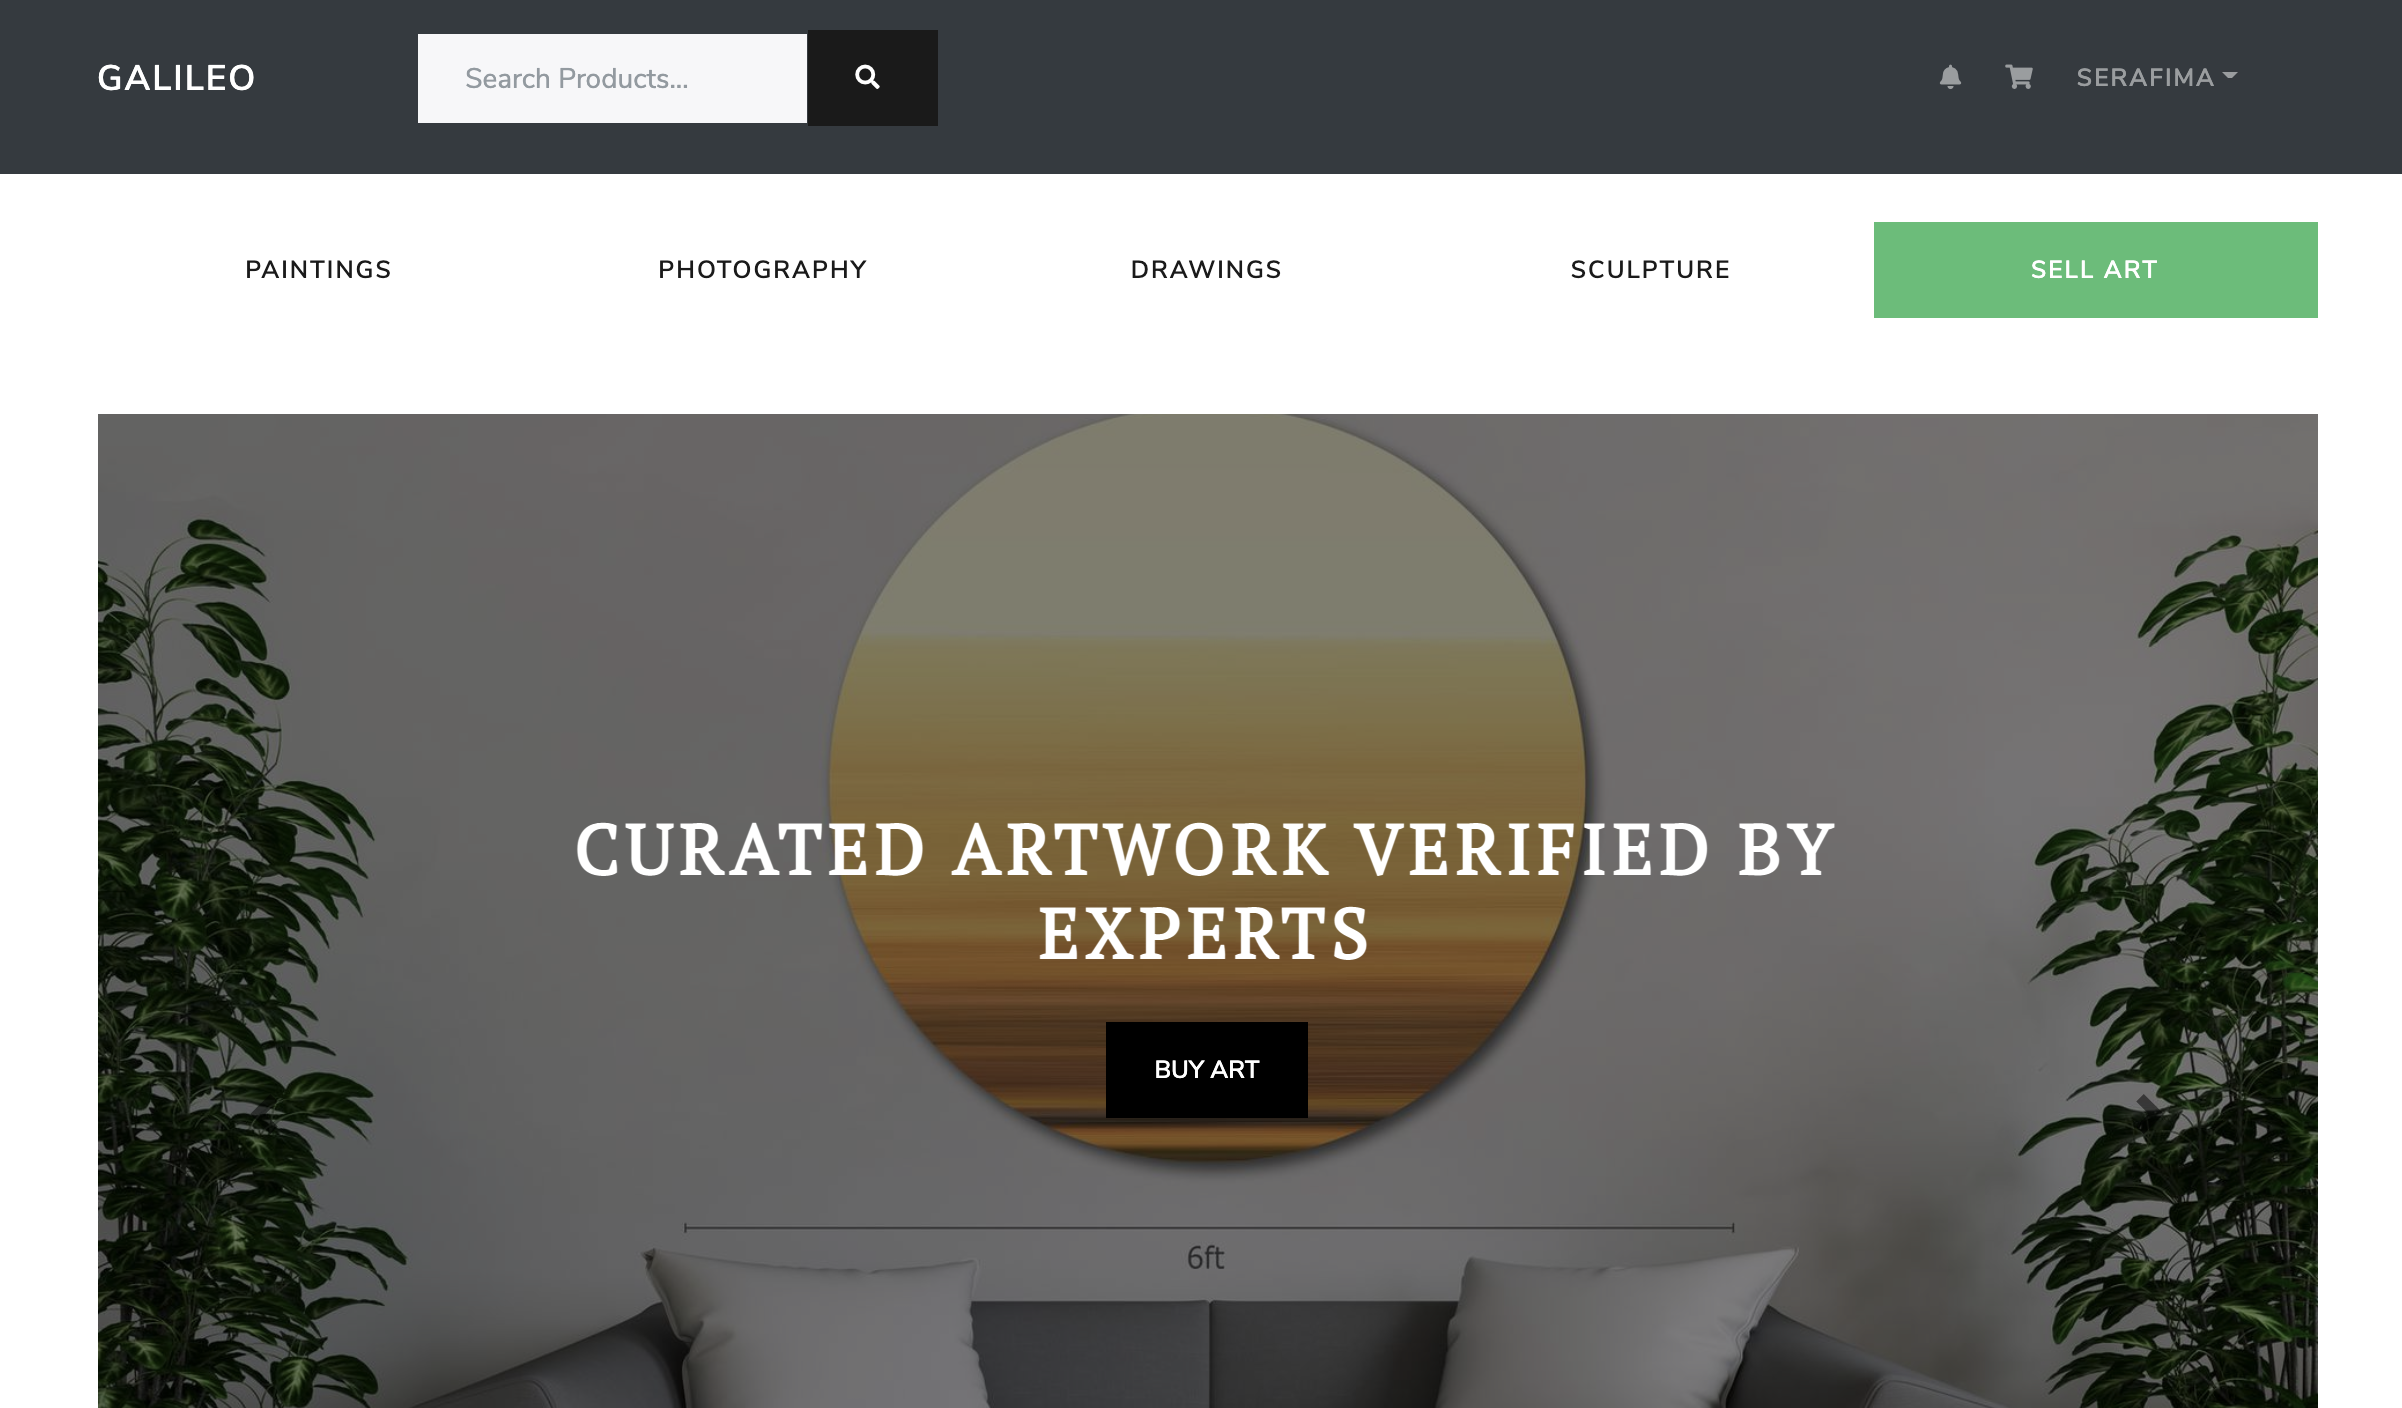 GALILEO
Search Products...
SERAFIMA
PAINTINGS
PHOTOGRAPHY
DRAWINGS
SCULPTURE
SELL ART
CURATED ARTWORK VERIFIED BY
EXPERTS
BUY ART
6ft